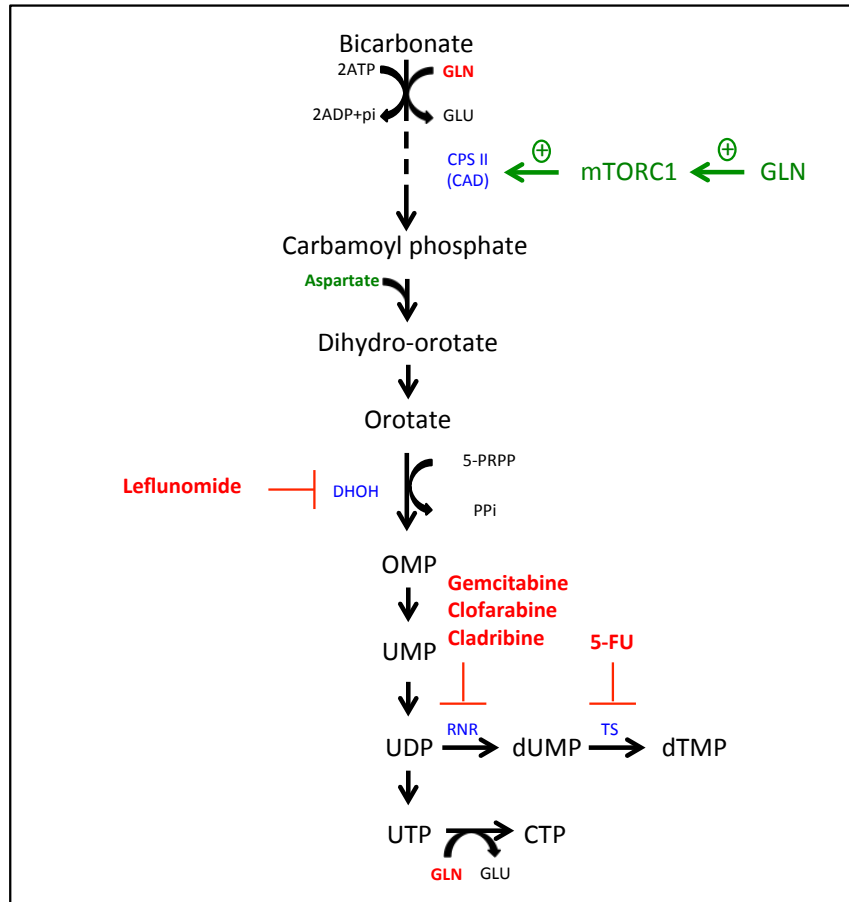 Bicarbonate
2ATP
GLN
2ADP+pi
GLU
CPS II
(CAD)
⊕
mTORC1
⊕
GLN
Carbamoyl phosphate
Aspartate
Dihydro-orotate
Orotate
5-PRPP
Leflunomide
DHOH
PPi
OMP
Gemcitabine
Clofarabine
Cladribine
UMP
5-FU
RNR
TS
UDP
dUMP
dTMP
UTP
CTP
GLN
GLU